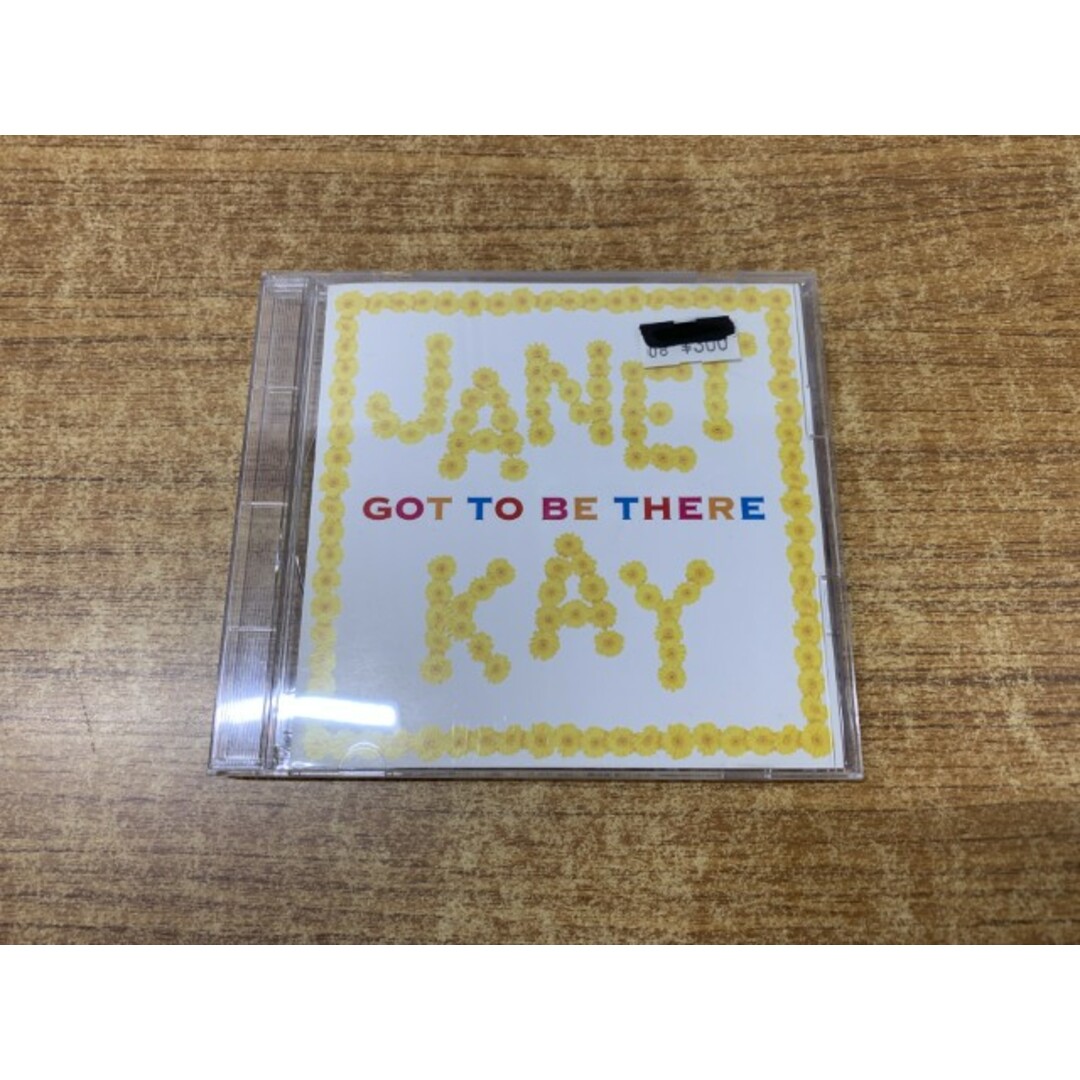 JANET
08 ¥300
GOT TO BE THERE
KAY